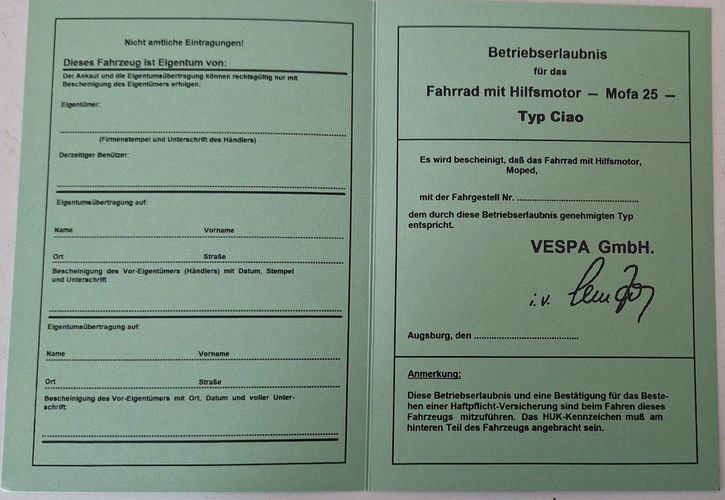 Nicht amtliche Eintragungen!
Dieses Fahrzeug ist Eigentum von:
Der Ankauf und die Eigentumsübertragung können rechtsgültig nur mit
Bescheinigung des Eigentümers erfolgen:
Eigentümer:
(Firmenstempel und Unterschrift des Händlers)
Derzeitiger Benützer:
Eigentumsübertragung auf:
Name Vorname
Ort Straße
Bescheinigung des Vor-Eigentümers (Händlers) mit Datum, Stempel
und Unterschrift
Eigentumsübertragung auf:
Name Vorname
Ort Straße
Bescheinigung des Vor-Eigentümers mit Ort, Datum und voller Unter-
schrift:
Betriebserlaubnis
für das
Fahrrad mit Hilfsmotor — Mofa 25 —
Typ Ciao
Es wird bescheinigt, daß das Fahrrad mit Hilfsmotor,
Moped,
mit der Fahrgestell Nr. ........................................
dem durch diese Betriebserlaubnis genehmigten Typ
entspricht.
VESPA GmbH.
i.V.
Augsburg, den ..................................
Anmerkung:
Diese Betriebserlaubnis und eine Bestätigung für das Beste-
hen einer Haftpflicht-Versicherung sind beim Fahren dieses
Fahrzeugs mitzuführen. Das HUK-Kennzeichen muß am
hinteren Teil des Fahrzeugs angebracht sein.